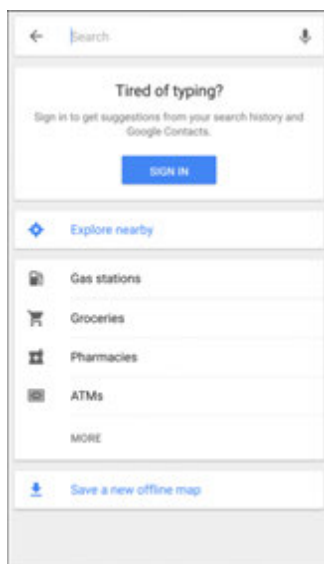 Search
Tired of typing?
Sign in to get suggestions from your search history and
Google Contacts.
SIGN IN
Explore nearby
Gas stations
Groceries
Pharmacies
ATMs
MORE
Save a new offline map